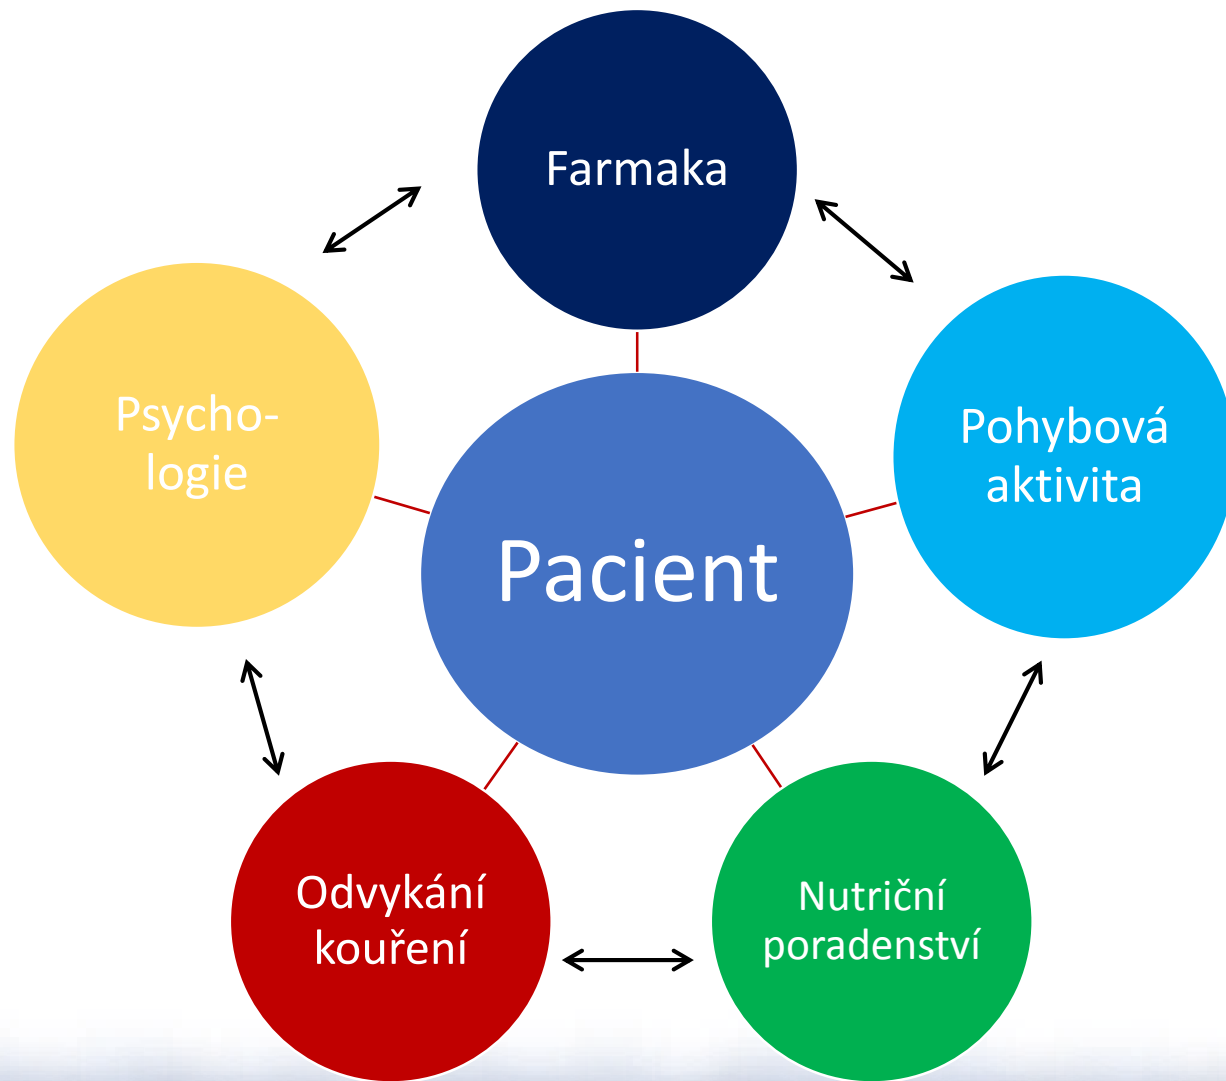 Farmaka
Psycho-
logie
Pohybová
aktivita
Pacient
Odvykání
kouření
Nutriční
poradenství